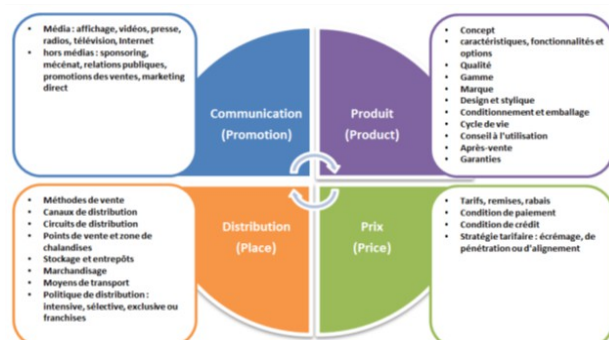 Média : affichage, vidéos, presse,
radios, télévision, Internet
hors médias : sponsoring,
mécénat, relations publiques,
promotions des ventes, marketing
direct
Communication
(Promotion)
Produit
(Product)
Concept
caractéristiques, fonctionnalités et
options
Qualité
Gamme
Marque
Design et stylique
Conditionnement et emballage
Cycle de vie
Conseil à l'utilisation
Après-vente
Garanties
Méthodes de vente
Canaux de distribution
Circuits de distribution
Points de vente et zone de
chalandises
Stockage et entrepôts
Marchandisage
Moyens de transport
Politique de distribution :
intensive, sélective, exclusive ou
franchises
Distribution
(Place)
Prix
(Price)
Tarifs, remises, rabais
Condition de paiement
Condition de crédit
Stratégie tarifaire : écrémage, de
pénétration ou d'alignement